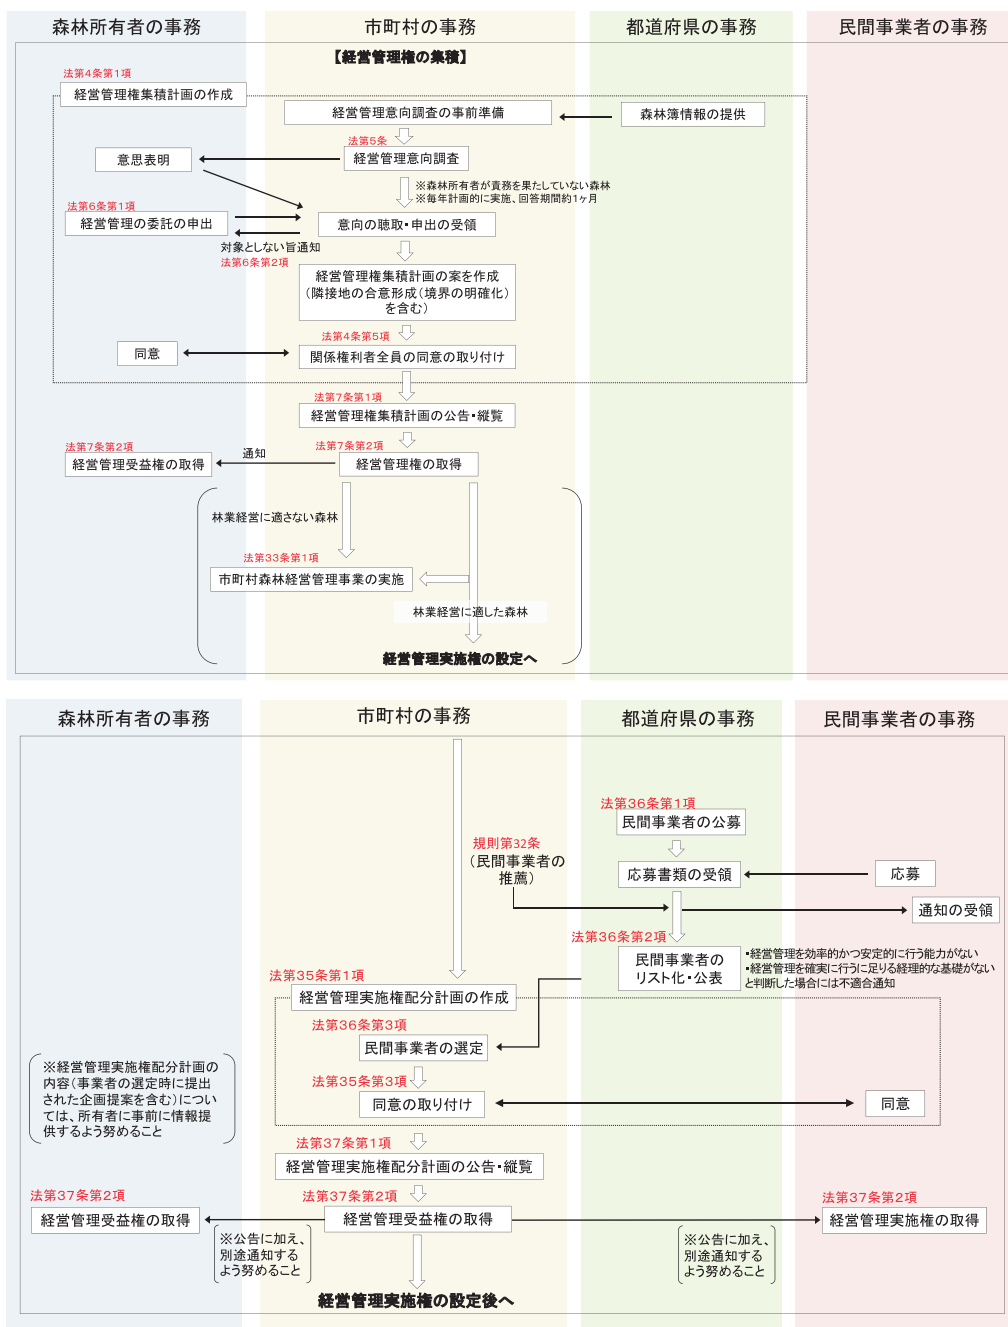 森林所有者の事務
市町村の事務
都道府県の事務
民間事業者の事務
【経営管理権の集積】
法第4条第1項
経営管理権集積計画の作成
経営管理意向調査の事前準備
森林簿情報の提供
法第5条
意思表明
経営管理意向調査
※森林所有者が責務を果たしていない森林
※毎年計画的に実施、回答期間約1ヶ月
法第6条第1項
経営管理の委託の申出
意向の聴取・申出の受領
対象としない旨通知
法第6条第2項
経営管理権集積計画の案を作成
(隣接地の合意形成(境界の明確化)
を含む)
法第4条第5項
同意
関係権利者全員の同意の取り付け
法第7条第1項
経営管理権集積計画の公告・縦覧
法第7条第2項
通知
法第7条第2項
経営管理受益権の取得
経営管理権の取得
林業経営に適さない森林
法第33条第1項
市町村森林経営管理事業の実施
林業経営に適した森林
経営管理実施権の設定へ
森林所有者の事務
市町村の事務
都道府県の事務
民間事業者の事務
法第36条第1項
民間事業者の公募
規則第32条
(民間事業者の
推薦)
応募書類の受領
応募
通知の受領
法第36条第2項
民間事業者の
リスト化・公表
・経営管理を効率的かつ安定的に行う能力がない
・経営管理を確実に行うに足りる経理的な基礎がない
と判断した場合には不適合通知
法第35条第1項
経営管理実施権配分計画の作成
法第36条第3項
民間事業者の選定
※経営管理実施権配分計画の
内容(事業者の選定時に提出
された企画提案を含む)につい
ては、所有者に事前に情報提
供するよう努めること
法第35条第3項
同意の取り付け
同意
法第37条第1項
経営管理実施権配分計画の公告・縦覧
法第37条第2項
経営管理受益権の取得
法第37条第2項
経営管理受益権の取得
法第37条第2項
経営管理実施権の取得
※公告に加え、
別途通知する
よう努めること
※公告に加え、
別途通知する
よう努めること
経営管理実施権の設定後へ